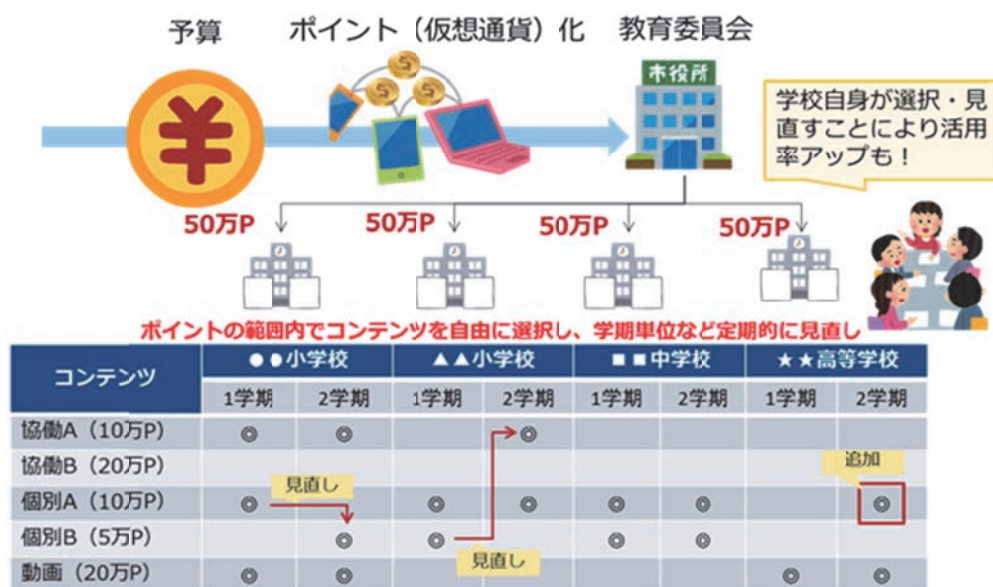 予算
ポイント（仮想通貨）化
教育委員会
市役所
学校自身が選択・見
直すことにより活用
率アップも！
50万P 50万P 50万P 50万P
ポイントの範囲内でコンテンツを自由に選択し、学期単位など定期的に見直し
コンテンツ ●●小学校 ▲▲小学校 ■■中学校 ★★高等学校
1学期 2学期 1学期 2学期 1学期 2学期 1学期 2学期
協働A（10万P） ◎ ◎ ◎
協働B（20万P） 追加
見直し
個別A（10万P） ◎ ◎ ◎ ◎ ◎ ◎
個別B（5万P） ◎ ◎ ◎ ◎
見直し
動画（20万P） ◎ ◎ ◎ ◎